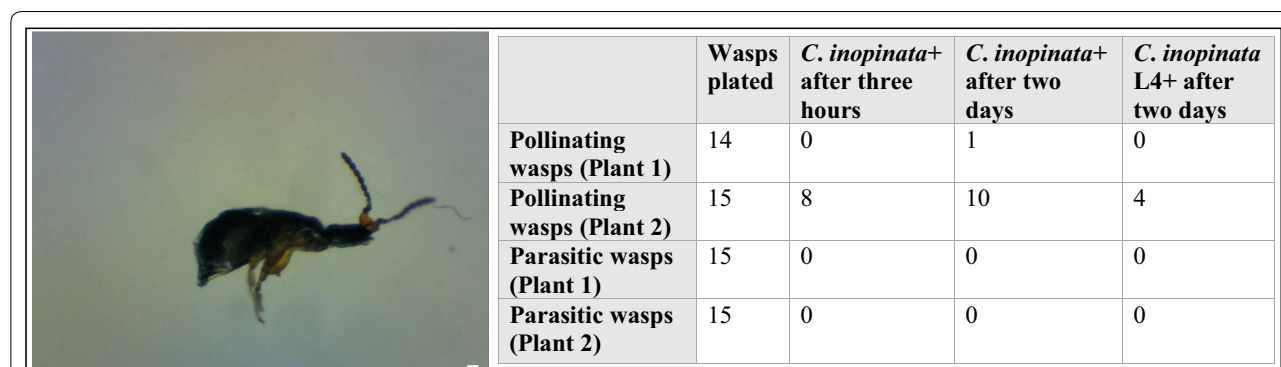 Wasps plated
C. inopinata+ after three hours
C. inopinata+ after two days
C. inopinata L4+ after two days
Pollinating wasps (Plant 1)
14
0
1
0
Pollinating wasps (Plant 2)
15
8
10
4
Parasitic wasps (Plant 1)
15
0
0
0
Parasitic wasps (Plant 2)
15
0
0
0